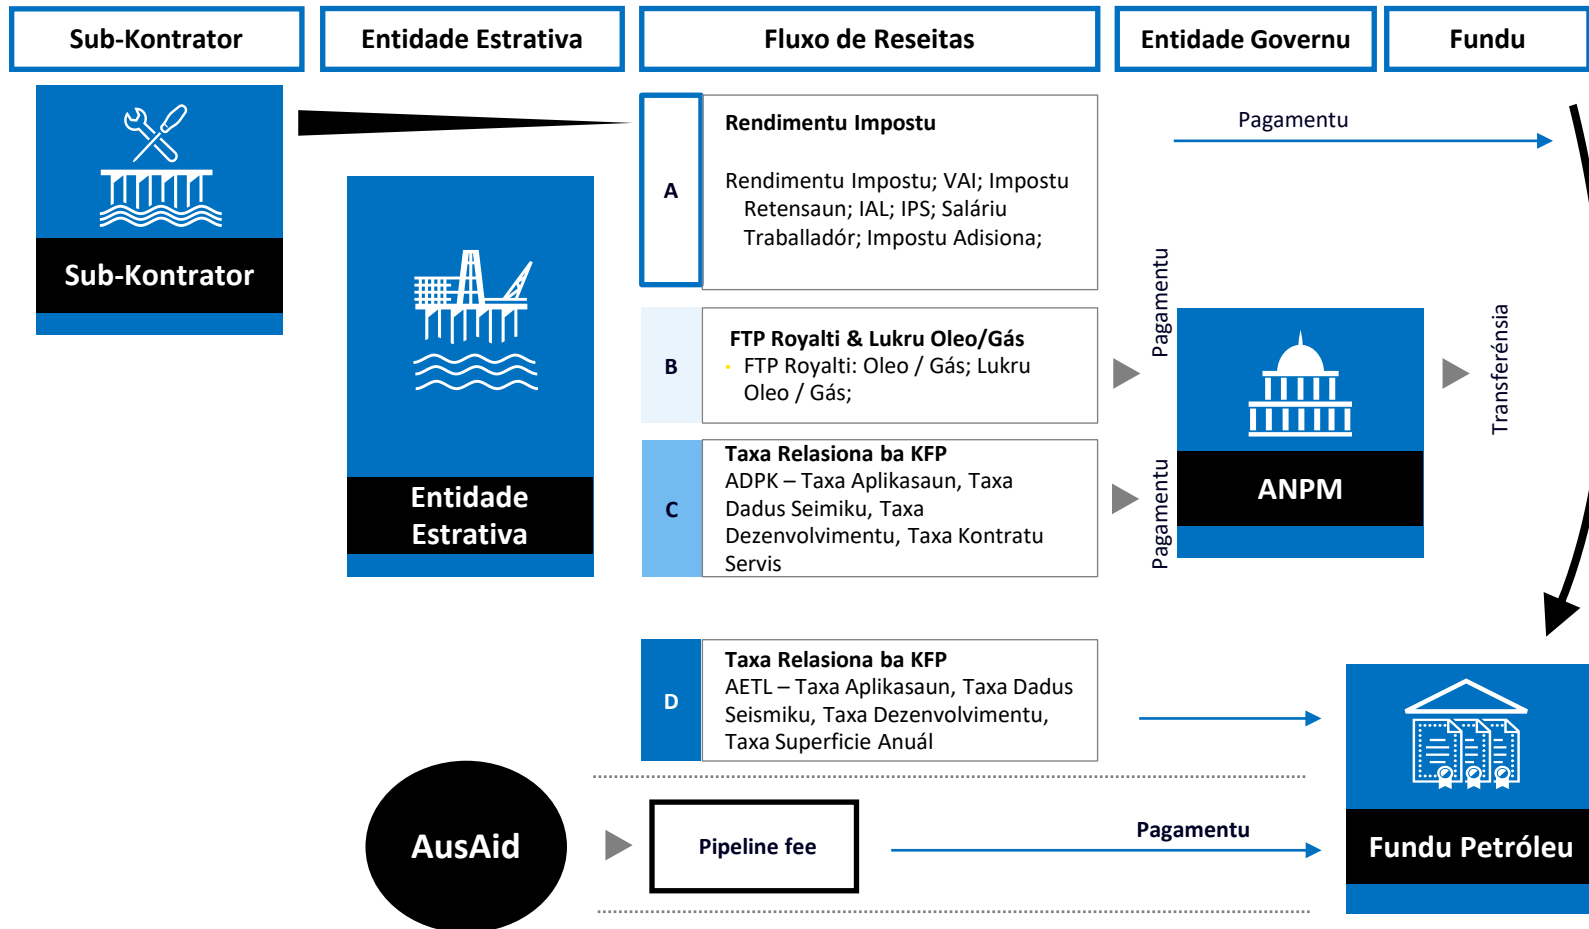 Sub-Kontrator
Entidade Estrativa
Fluxo de Reseitas
Entidade Governu
Fundu
Sub-Kontrator
Entidade
Estrativa
A
Rendimentu Impostu
Rendimentu Impostu; VAI; Impostu
Retensaun; IAL; IPS; Saláriu
Traballadór; Impostu Adisiona;
Pagamentu
B
FTP Royalti & Lukru Oleo/Gás
• FTP Royalti: Oleo / Gás; Lukru
Oleo / Gás;
Pagamentu
C
Taxa Relasiona ba KFP
ADPK – Taxa Aplikasaun, Taxa
Dadus Seimiku, Taxa
Dezenvolvimentu, Taxa Kontratu
Servis
Pagamentu
ANPM
Transferénsia
D
Taxa Relasiona ba KFP
AETL – Taxa Aplikasaun, Taxa Dadus
Seismiku, Taxa Dezenvolvimentu,
Taxa Superficie Anuál
AusAid
Pipeline fee
Pagamentu
Fundu Petróleu